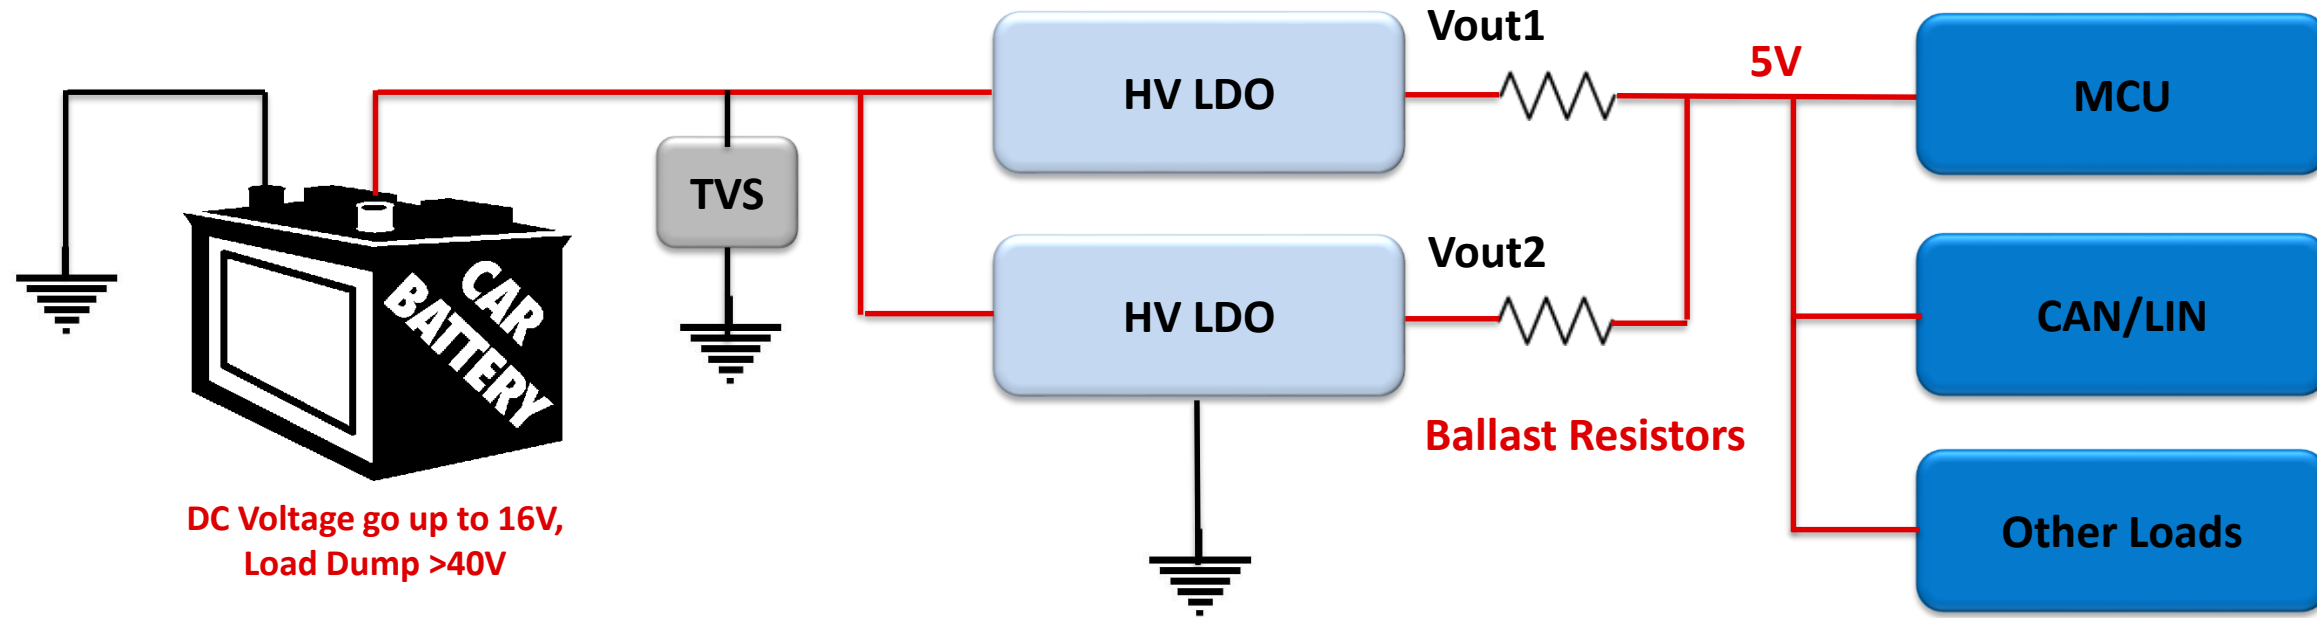 Vout1
HV LDO
5V
MCU
TVS
Vout2
HV LDO
CAN/LIN
CAR
BATTERY
Ballast Resistors
DC Voltage go up to 16V,
Load Dump >40V
Other Loads